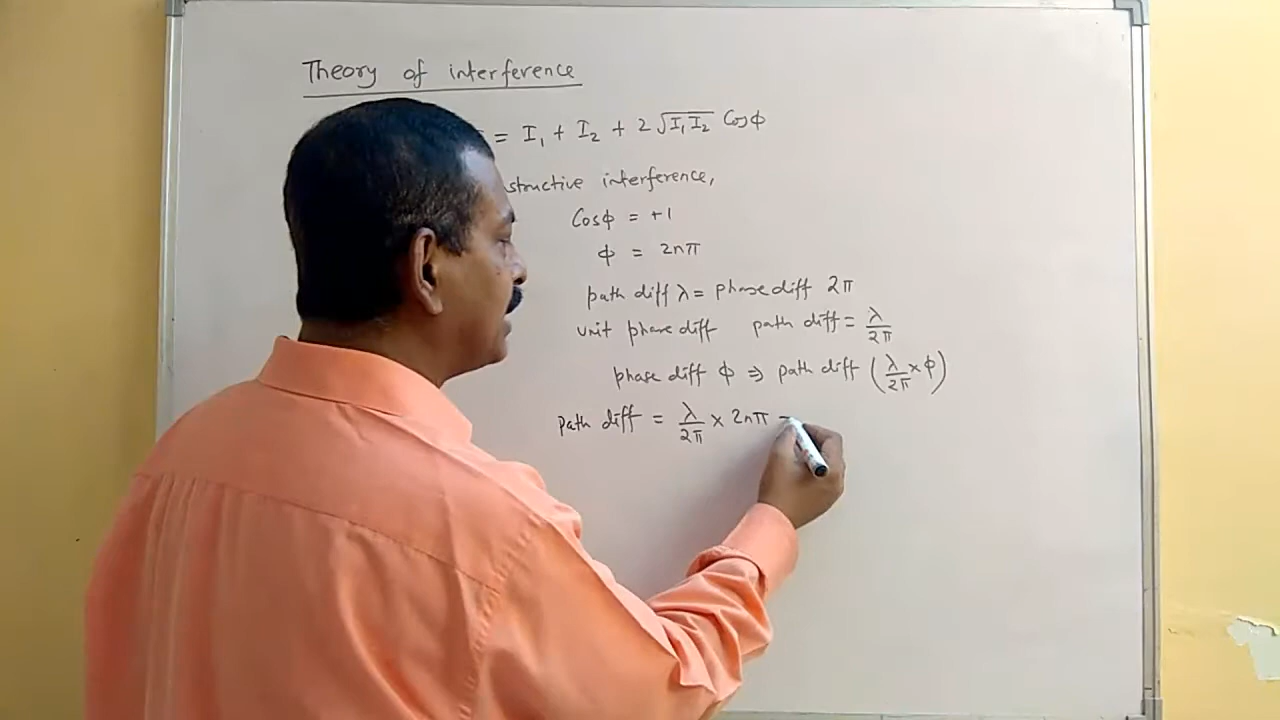 Theory of interference
= I₁ + I₂ + 2√I₁I₂ Cosϕ
structive interference,
Cosϕ = +1
ϕ = 2nπ
path diff λ = phase diff 2π
unit phase diff path diff = λ/2π
phase diff ϕ ⇒ path diff (λ/2π × ϕ)
path diff = λ/2π × 2nπ =